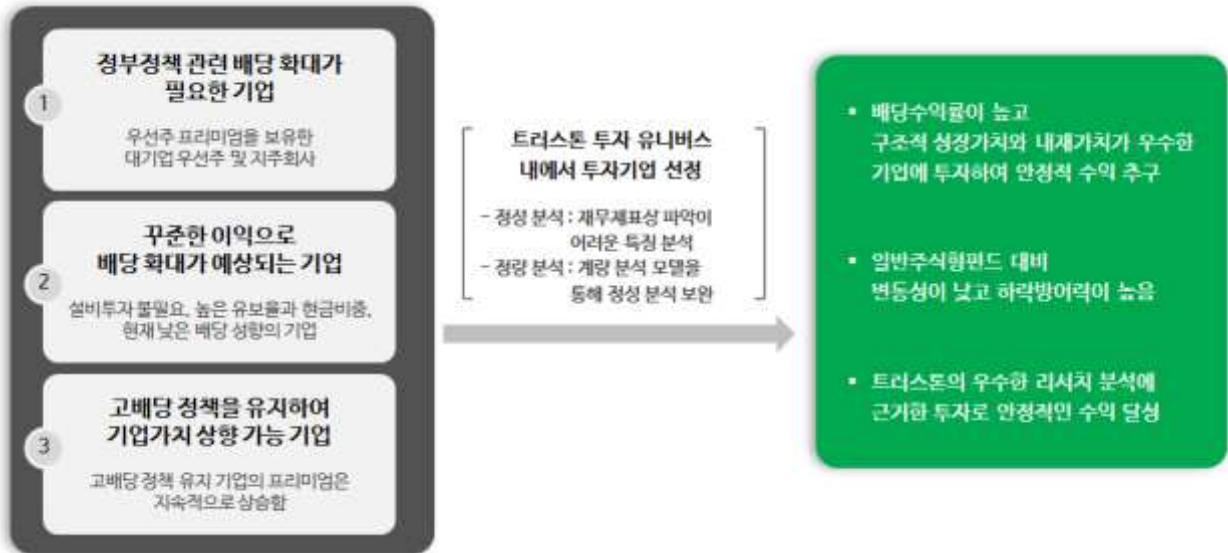 1
정부정책 관련 배당 확대가
필요한 기업
우선주 프리미엄을 보유한
대기업 우선주 및 지주회사
2
꾸준한 이익으로
배당 확대가 예상되는 기업
설비투자 불필요, 높은 유보율과 현금비중,
현재 낮은 배당 성향의 기업
3
고배당 정책을 유지하여
기업가치 상향 가능 기업
고배당 정책 유지 기업의 프리미엄은
지속적으로 상승함
트러스톤 투자 유니버스
내에서 투자기업 선정
- 정성 분석 : 재무제표상 파악이
어려운 특징 분석
- 정량 분석 : 계량 분석 모델을
통해 정성 분석 보완
▪ 배당수익률이 높고
구조적 성장가치와 내재가치가 우수한
기업에 투자하여 안정적 수익 추구
▪ 일반주식형펀드 대비
변동성이 낮고 하락방어력이 높음
▪ 트러스톤의 우수한 리서치 분석에
근거한 투자로 안정적인 수익 달성